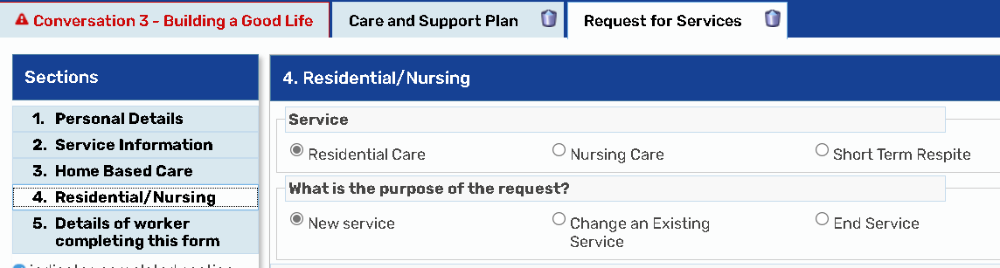 Conversation 3 - Building a Good Life
Care and Support Plan
Request for Services
Sections
1. Personal Details
2. Service Information
3. Home Based Care
4. Residential/Nursing
5. Details of worker
completing this form
4. Residential/Nursing
Service
Residential Care
Nursing Care
Short Term Respite
What is the purpose of the request?
New service
Change an Existing
Service
End Service